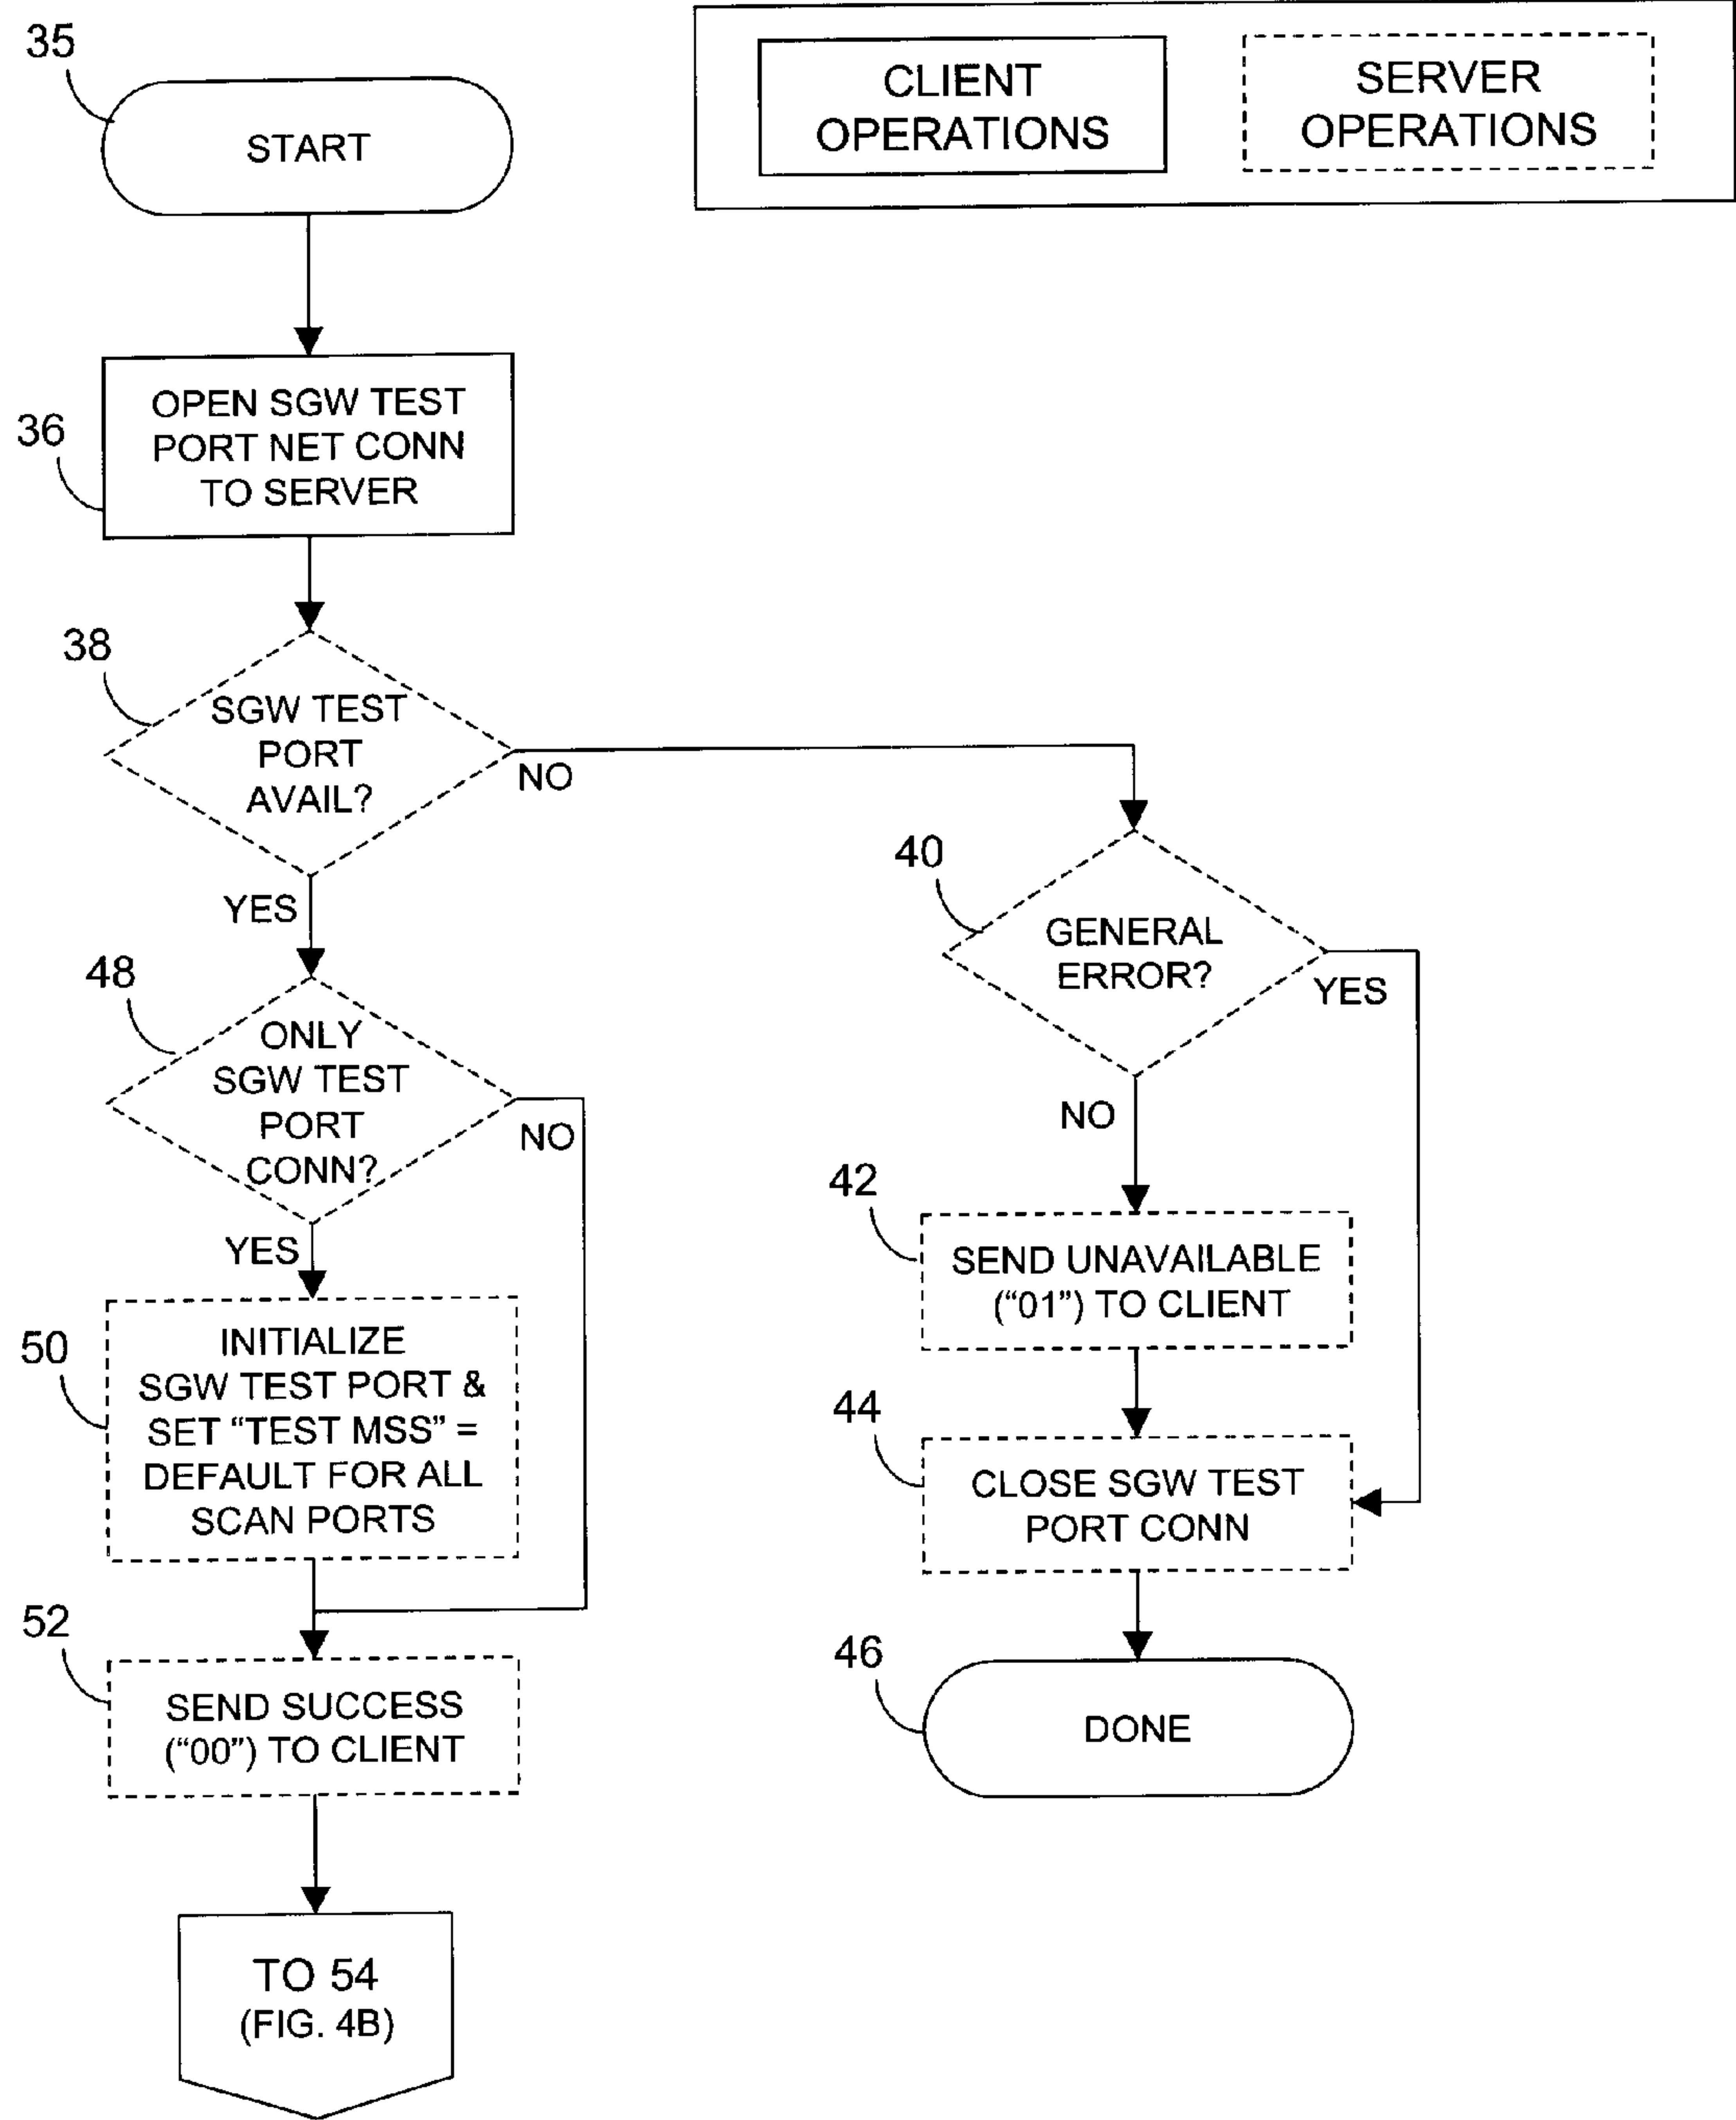 35
START
CLIENT
OPERATIONS
SERVER
OPERATIONS
36
OPEN SGW TEST
PORT NET CONN
TO SERVER
38
SGW TEST
PORT
AVAIL?
NO
YES
40
GENERAL
ERROR?
YES
NO
48
ONLY
SGW TEST
PORT
CONN?
NO
YES
42
SEND UNAVAILABLE
(“01”) TO CLIENT
50
INITIALIZE
SGW TEST PORT &
SET “TEST MSS” =
DEFAULT FOR ALL
SCAN PORTS
44
CLOSE SGW TEST
PORT CONN
52
SEND SUCCESS
(“00”) TO CLIENT
46
DONE
TO 54
(FIG. 4B)